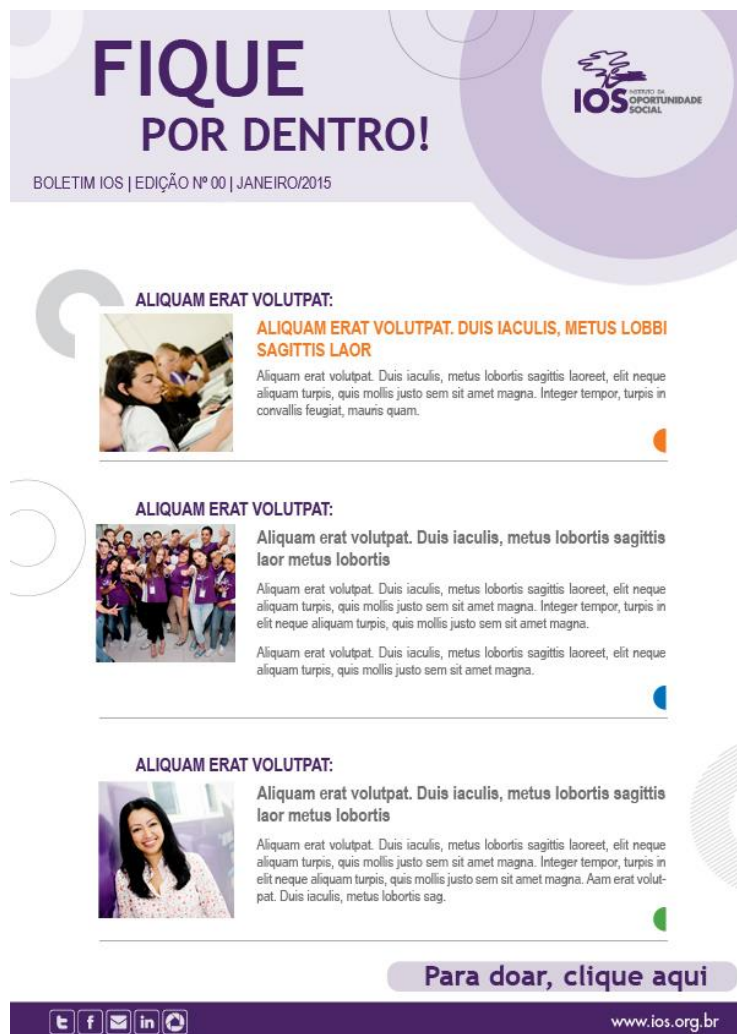 FIQUE
POR DENTRO!
IOS INSTITUTO DA
OPORTUNIDADE
SOCIAL
BOLETIM IOS | EDIÇÃO Nº 00 | JANEIRO/2015
ALIQUAM ERAT VOLUTPAT:
ALIQUAM ERAT VOLUTPAT. DUIS IACULIS, METUS LOBBI
SAGITTIS LAOR
Aliquam erat volutpat. Duis iaculis, metus lobortis sagittis laoreet, elit neque
aliquam turpis, quis mollis justo sem sit amet magna. Integer tempor, turpis in
convallis feugiat, mauris quam.
ALIQUAM ERAT VOLUTPAT:
Aliquam erat volutpat. Duis iaculis, metus lobortis sagittis
laor metus lobortis
Aliquam erat volutpat. Duis iaculis, metus lobortis sagittis laoreet, elit neque
aliquam turpis, quis mollis justo sem sit amet magna. Integer tempor, turpis in
elit neque aliquam turpis, quis mollis justo sem sit amet magna.
Aliquam erat volutpat. Duis iaculis, metus lobortis sagittis laoreet, elit neque
aliquam turpis, quis mollis justo sem sit amet magna.
ALIQUAM ERAT VOLUTPAT:
Aliquam erat volutpat. Duis iaculis, metus lobortis sagittis
laor metus lobortis
Aliquam erat volutpat. Duis iaculis, metus lobortis sagittis laoreet, elit neque
aliquam turpis, quis mollis justo sem sit amet magna. Integer tempor, turpis in
elit neque aliquam turpis, quis mollis justo sem sit amet magna. Aam erat volut-
pat. Duis iaculis, metus lobortis sag.
Para doar, clique aqui
www.ios.org.br